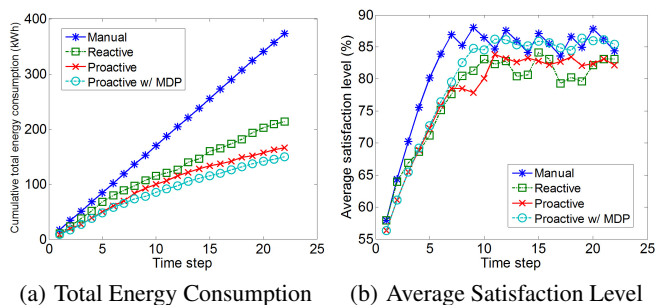 (a)
400
300
200
100
0
0
5
10
15
20
25
Cumulative total energy consumption (kWh)
Time step
Manual
Reactive
Proactive
Proactive w/ MDP
(b)
90
85
80
75
70
65
60
55
0
5
10
15
20
25
Average satisfaction level (%)
Time step
Manual
Reactive
Proactive
Proactive w/ MDP
(a) Total Energy Consumption
(b) Average Satisfaction Level